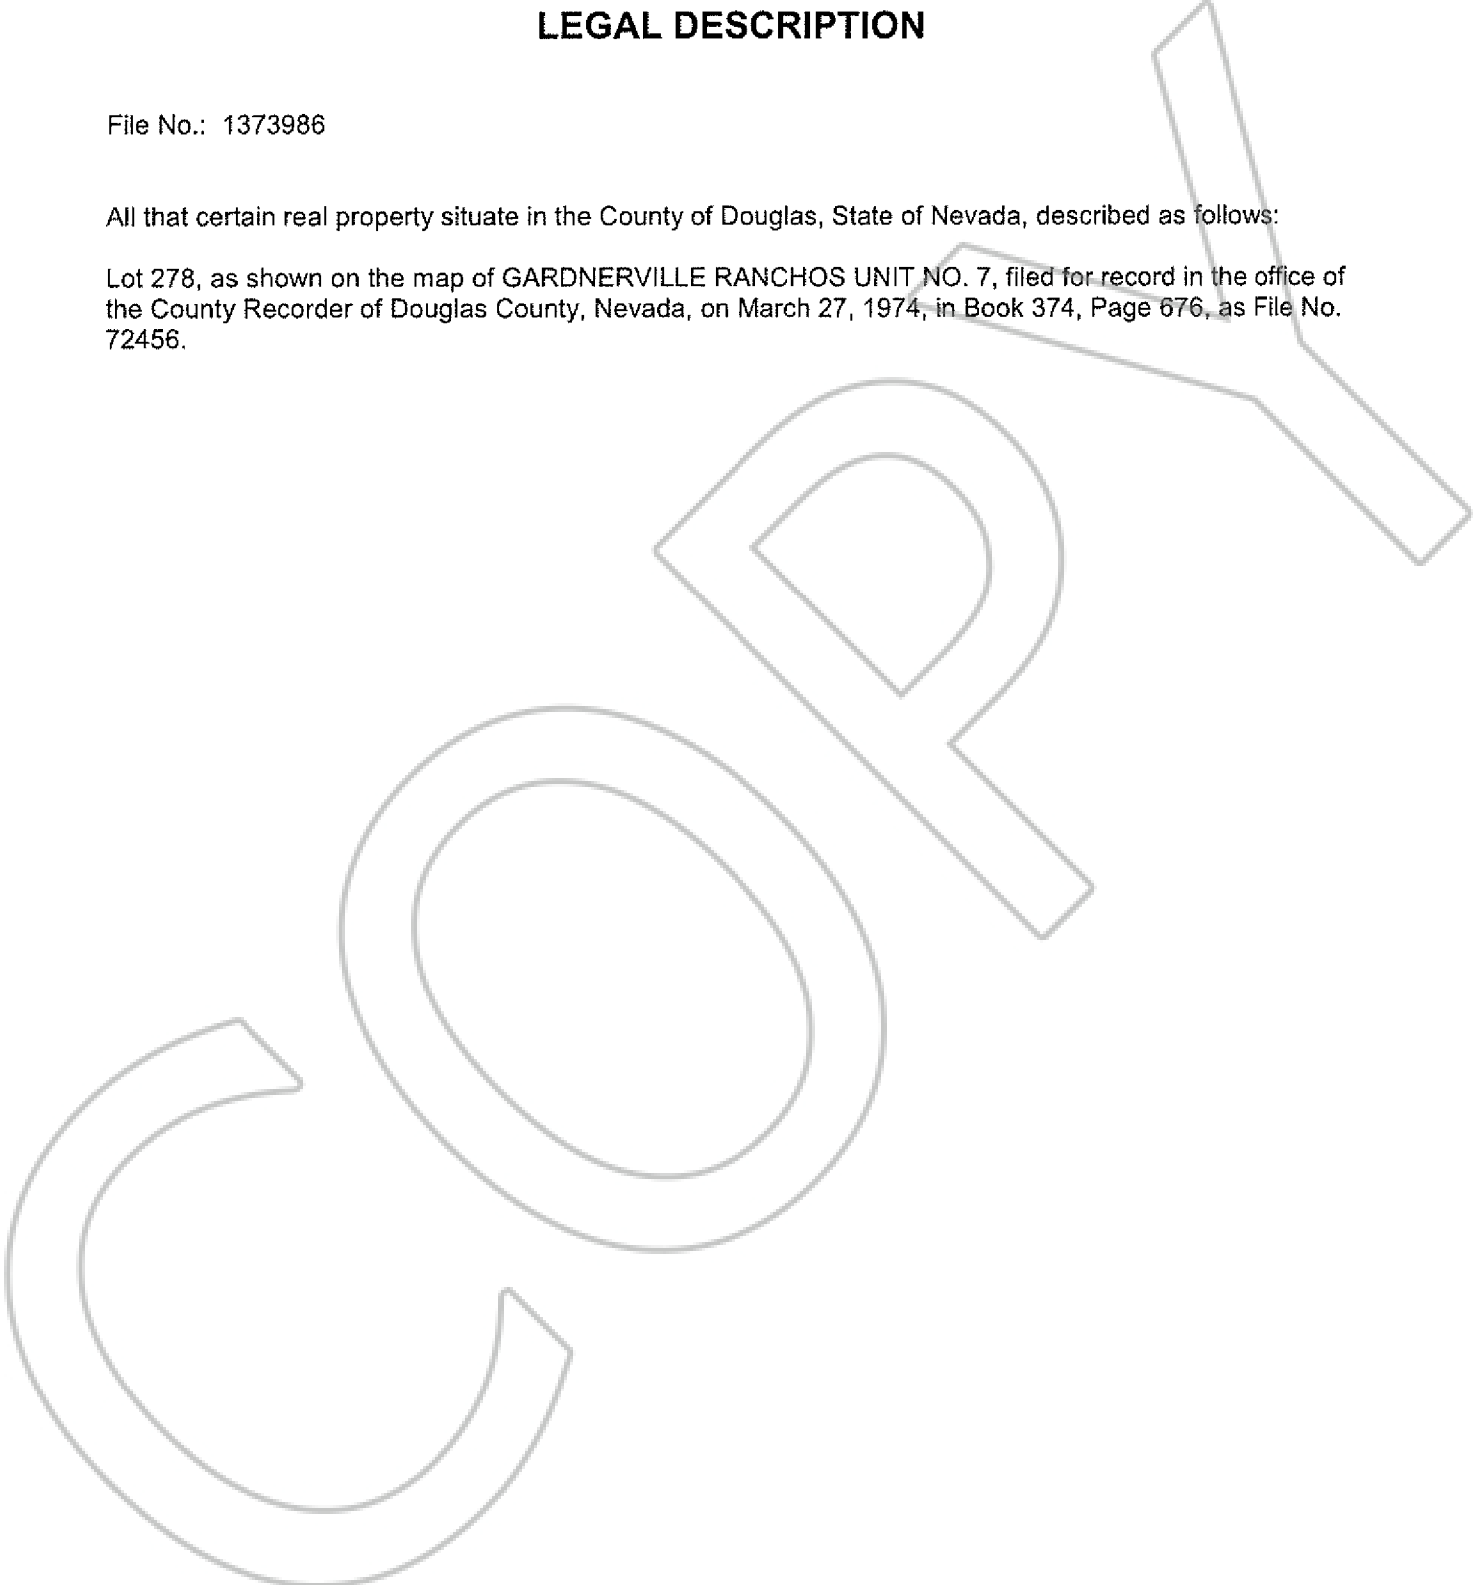 LEGAL DESCRIPTION
File No.: 1373986
All that certain real property situate in the County of Douglas, State of Nevada, described as follows:
Lot 278, as shown on the map of GARDNERVILLE RANCHOS UNIT NO. 7, filed for record in the office of
the County Recorder of Douglas County, Nevada, on March 27, 1974, in Book 374, Page 676, as File No.
72456.
COPY